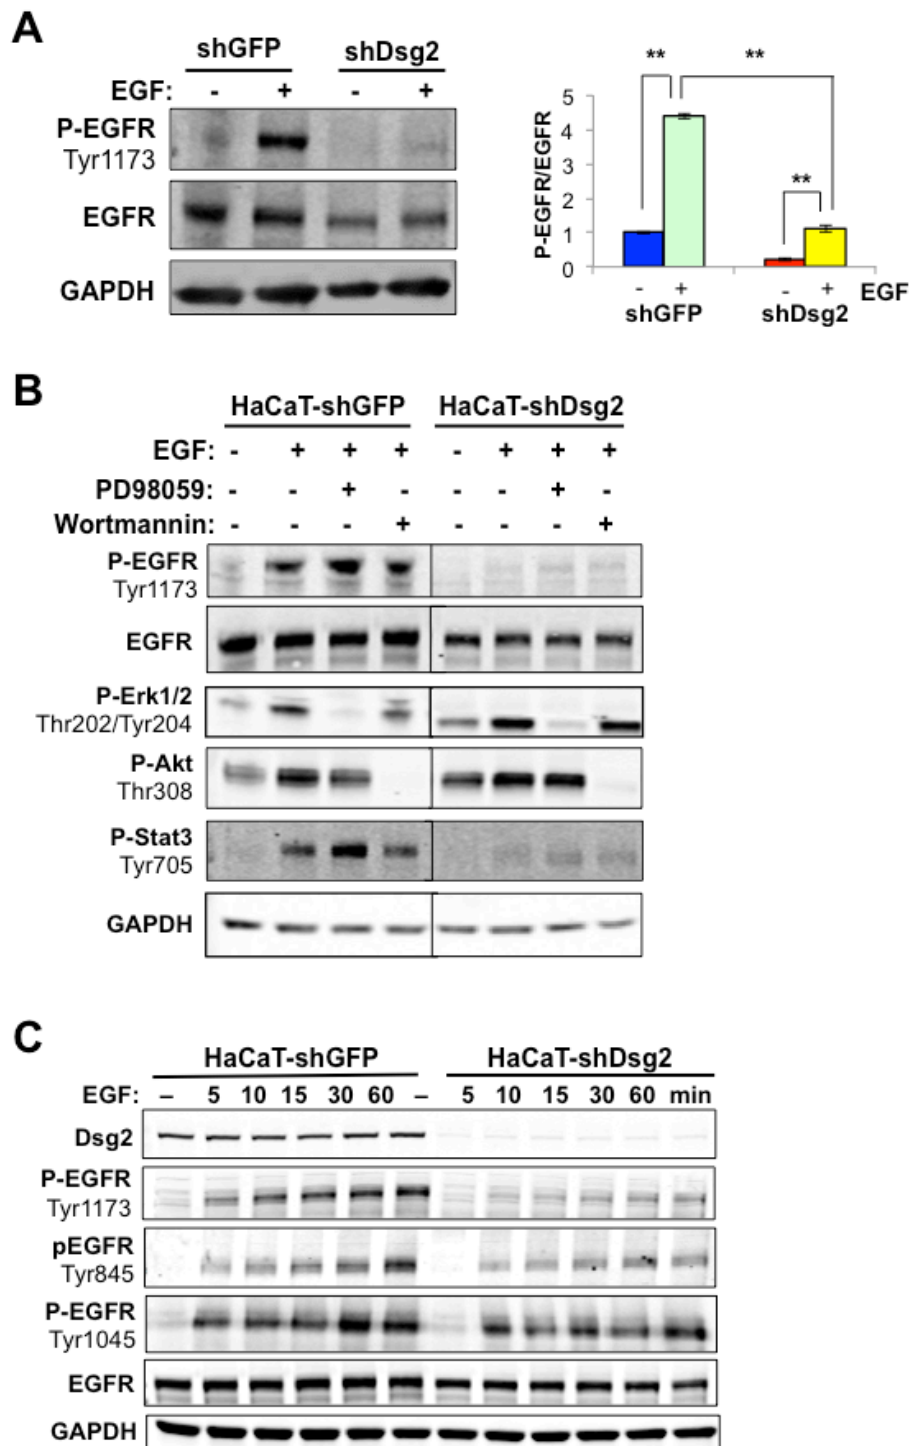 A
shGFP shDsg2
EGF: - + - +
P-EGFR
Tyr1173
EGFR
GAPDH
** **
**
P-EGFR/EGFR
5
4
3
2
1
0
- + - + EGF
shGFP shDsg2
B
HaCaT-shGFP HaCaT-shDsg2
EGF: - + + + - + + +
PD98059: - - + - - - + -
Wortmannin: - - - + - - - +
P-EGFR
Tyr1173
EGFR
P-Erk1/2
Thr202/Tyr204
P-Akt
Thr308
P-Stat3
Tyr705
GAPDH
C
HaCaT-shGFP HaCaT-shDsg2
EGF: – 5 10 15 30 60 – 5 10 15 30 60 min
Dsg2
P-EGFR
Tyr1173
pEGFR
Tyr845
P-EGFR
Tyr1045
EGFR
GAPDH